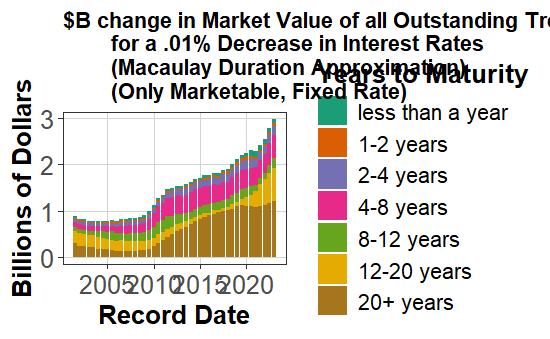 $B change in Market Value of all Outstanding Tre
for a .01% Decrease in Interest Rates
(Macaulay Duration Approximation)
(Only Marketable, Fixed Rate)
Years to Maturity
less than a year
1-2 years
2-4 years
4-8 years
8-12 years
12-20 years
20+ years
Billions of Dollars
3
2
1
0
2005 2010 2015 2020
Record Date